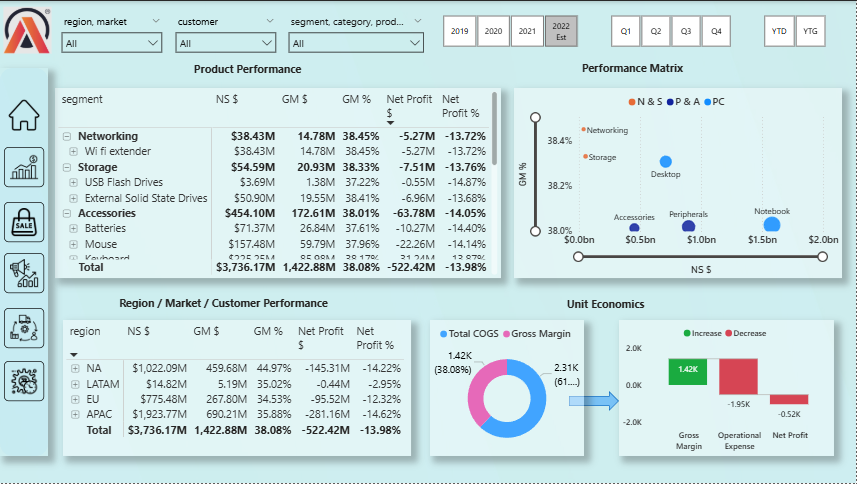 region, market
customer
segment, category, prod...
All
All
All
2019
2020
2021
2022
Est
Q1
Q2
Q3
Q4
YTD
YTG
Product Performance
segment NS $ GM $ GM % Net Profit $ Net Profit %
Networking $38.43M 14.78M 38.45% -5.27M -13.72%
Wi fi extender $38.43M 14.78M 38.45% -5.27M -13.72%
Storage $54.59M 20.93M 38.33% -7.51M -13.76%
USB Flash Drives $3.69M 1.38M 37.22% -0.55M -14.87%
External Solid State Drives $50.90M 19.55M 38.41% -6.96M -13.68%
Accessories $454.10M 172.61M 38.01% -63.78M -14.05%
Batteries $71.37M 26.84M 37.61% -10.27M -14.40%
Mouse $157.48M 59.79M 37.96% -22.26M -14.14%
Keyboard
Total $3,736.17M 1,422.88M 38.08% -522.42M -13.98%
Performance Matrix
N & S P & A PC
GM %
38.4%
38.2%
38.0%
Networking
Storage
Desktop
Accessories
Peripherals
Notebook
$0.0bn $0.5bn $1.0bn $1.5bn $2.0bn
NS $
SALE
Region / Market / Customer Performance
region NS $ GM $ GM % Net Profit $ Net Profit %
NA $1,022.09M 459.68M 44.97% -145.31M -14.22%
LATAM $14.82M 5.19M 35.02% -0.44M -2.95%
EU $775.48M 267.80M 34.53% -95.52M -12.32%
APAC $1,923.77M 690.21M 35.88% -281.16M -14.62%
Total $3,736.17M 1,422.88M 38.08% -522.42M -13.98%
Unit Economics
Total COGS Gross Margin
1.42K
(38.08%)
2.31K
(61....)
Increase Decrease
2.0K
0.0K
-2.0K
1.42K
-1.95K
-0.52K
Gross
Margin
Operational
Expense
Net Profit